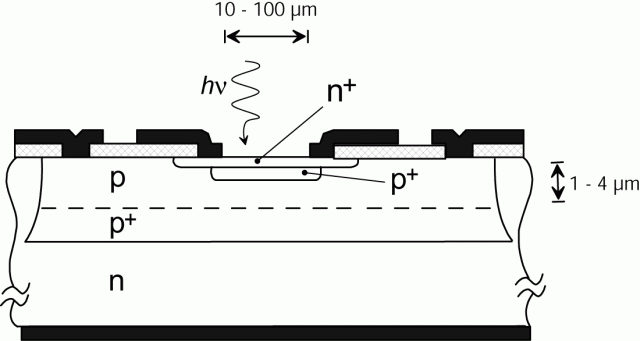 10 - 100 µm
hν
n+
p
p+
1 - 4 µm
p+
n